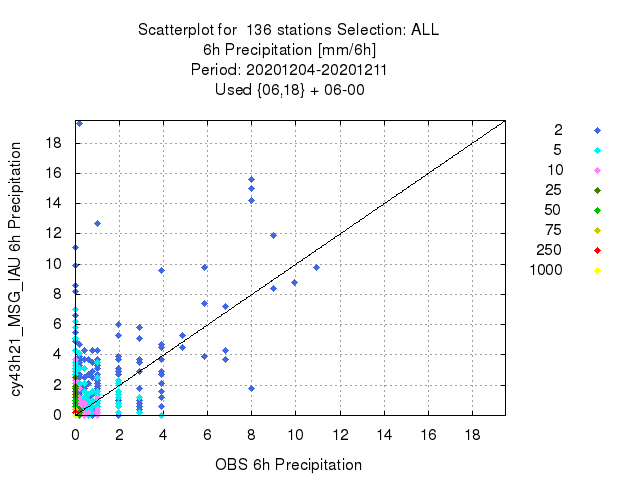 Scatterplot for  136 stations Selection: ALL
6h Precipitation [mm/6h]
Period: 20201204-20201211
Used {06,18} + 06-00
cy43h21_MSG_IAU 6h Precipitation
18
16
14
12
10
8
6
4
2
0
0 2 4 6 8 10 12 14 16 18
OBS 6h Precipitation
2
5
10
25
50
75
250
1000